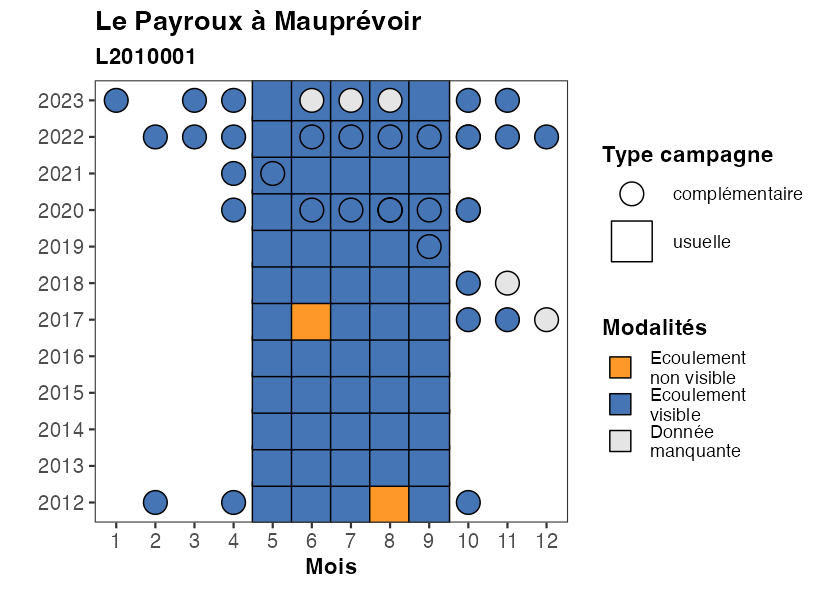 Le Payroux à Mauprévoir
L2010001
2023
2022
2021
2020
2019
2018
2017
2016
2015
2014
2013
2012
1 2 3 4 5 6 7 8 9 10 11 12
Mois
Type campagne
complémentaire
usuelle
Modalités
Ecoulement
non visible
Ecoulement
visible
Donnée
manquante